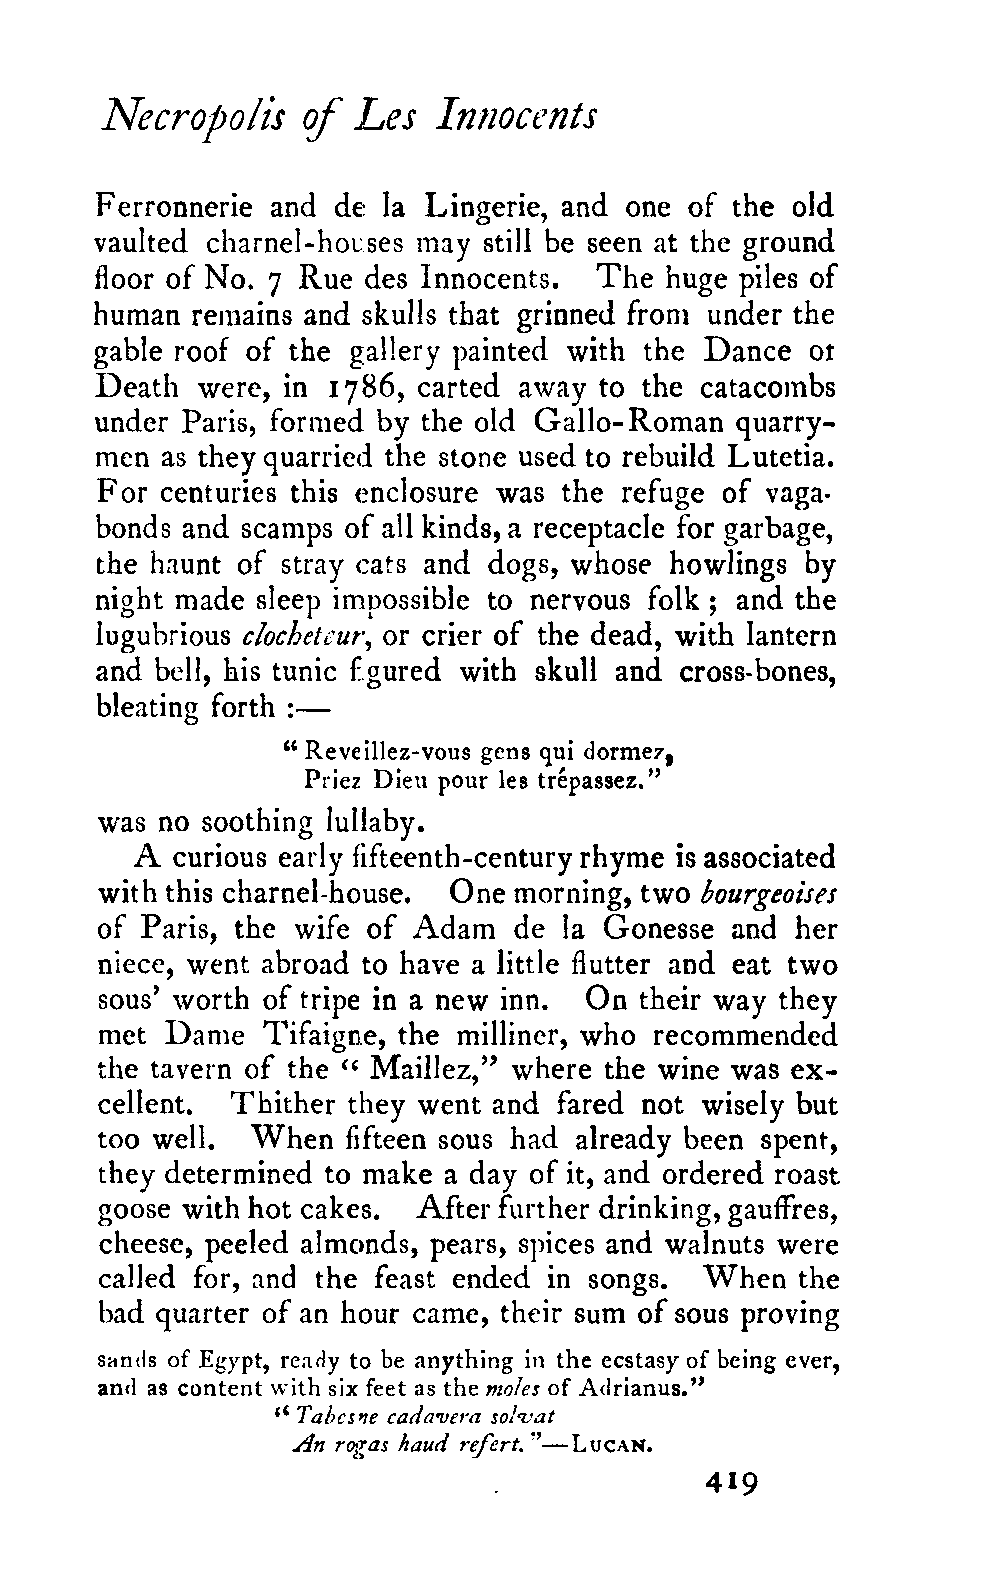 Necropolis of Les Innocents
Ferronnerie and de la Lingerie, and one of the old
vaulted charnel-houses may still be seen at the ground
floor of No. 7 Rue des Innocents. The huge piles of
human remains and skulls that grinned from under the
gable roof of the gallery painted with the Dance of
Death were, in 1786, carted away to the catacombs
under Paris, formed by the old Gallo-Roman quarry-
men as they quarried the stone used to rebuild Lutetia.
For centuries this enclosure was the refuge of vaga-
bonds and scamps of all kinds, a receptacle for garbage,
the haunt of stray cats and dogs, whose howlings by
night made sleep impossible to nervous folk ; and the
lugubrious clocheteur, or crier of the dead, with lantern
and bell, his tunic figured with skull and cross-bones,
bleating forth :—
“ Reveillez-vous gens qui dormez,
Priez Dieu pour les trépassez.”
was no soothing lullaby.
A curious early fifteenth-century rhyme is associated
with this charnel-house. One morning, two bourgeoises
of Paris, the wife of Adam de la Gonesse and her
niece, went abroad to have a little flutter and eat two
sous’ worth of tripe in a new inn. On their way they
met Dame Tifaigne, the milliner, who recommended
the tavern of the “ Maillez,” where the wine was ex-
cellent. Thither they went and fared not wisely but
too well. When fifteen sous had already been spent,
they determined to make a day of it, and ordered roast
goose with hot cakes. After further drinking, gauffres,
cheese, peeled almonds, pears, spices and walnuts were
called for, and the feast ended in songs. When the
bad quarter of an hour came, their sum of sous proving
sands of Egypt, ready to be anything in the ecstasy of being ever,
and as content with six feet as the moles of Adrianus.”
“ Tabesne cadavera solvat
An rogas haud refert.”—LUCAN.
419